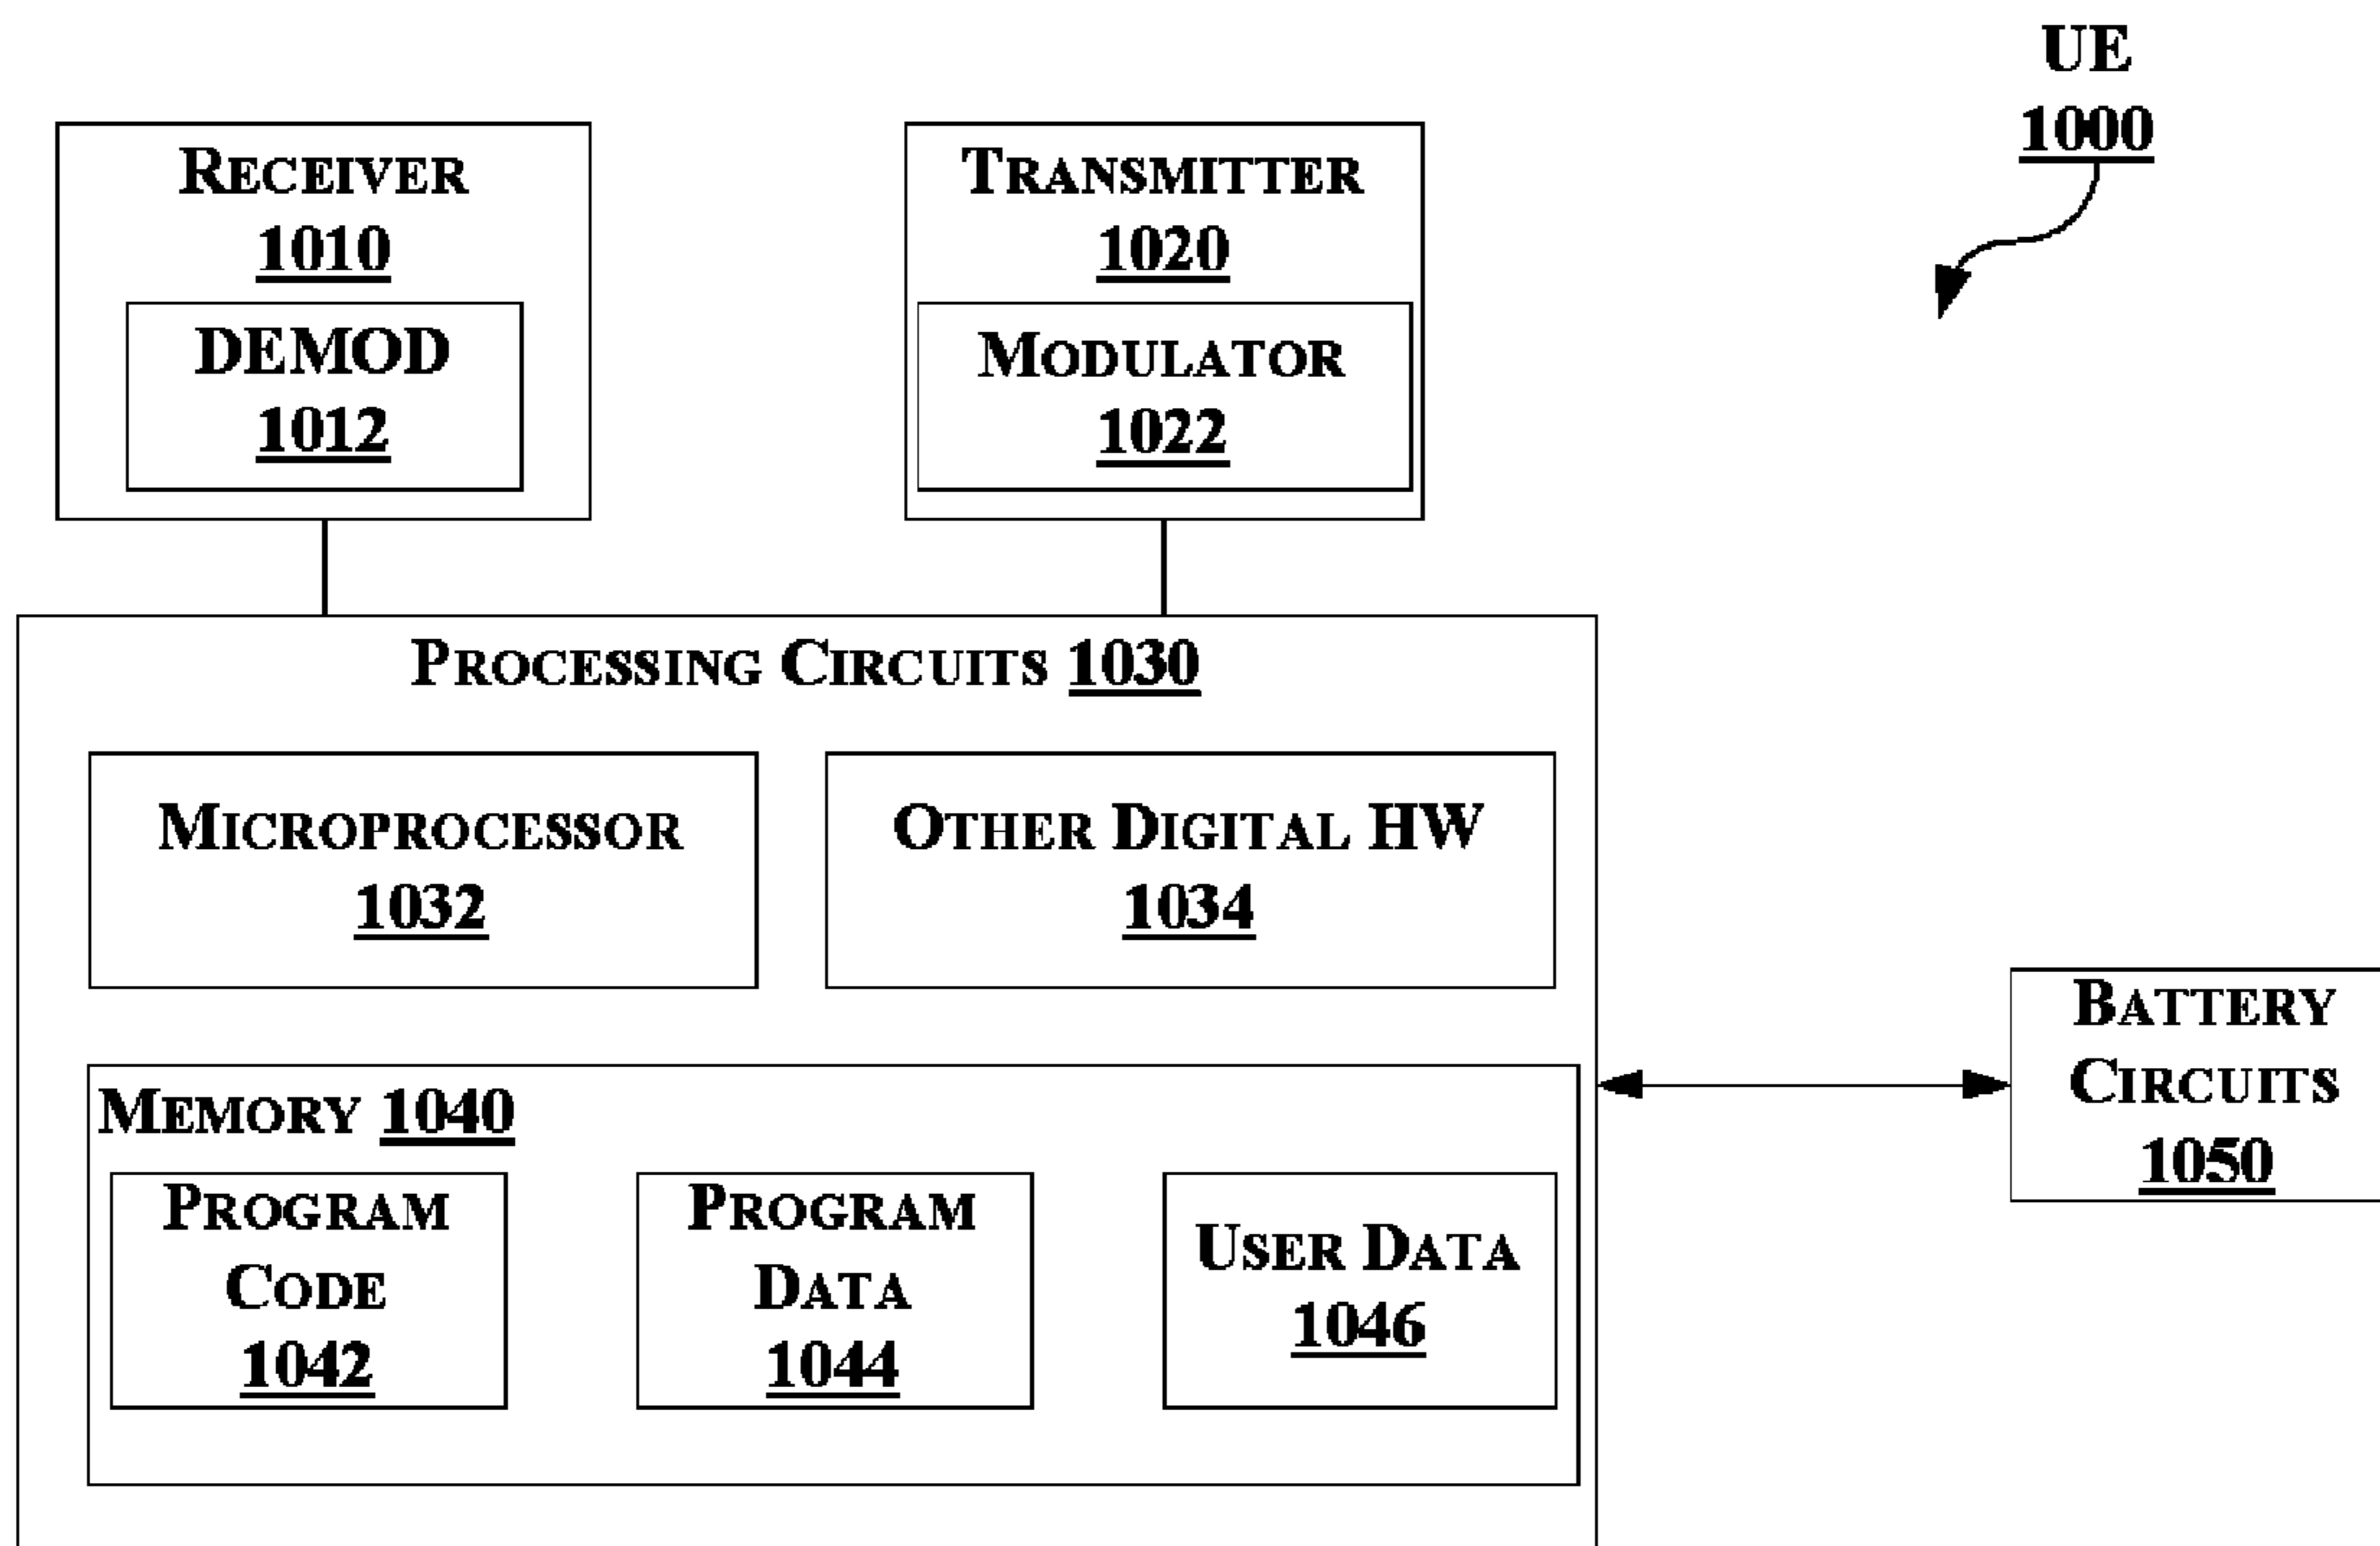 UE
1000
RECEIVER
1010
DEMOD
1012
TRANSMITTER
1020
MODULATOR
1022
PROCESSING CIRCUITS 1030
MICROPROCESSOR
1032
OTHER DIGITAL HW
1034
MEMORY 1040
PROGRAM
CODE
1042
PROGRAM
DATA
1044
USER DATA
1046
BATTERY
CIRCUITS
1050